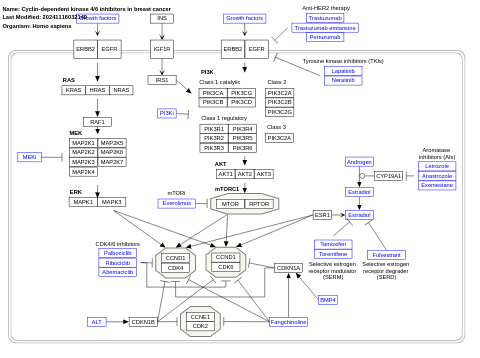 Name: Cyclin-dependent kinase 4/6 inhibitors in breast cancer
Last Modified: 20241116032
Organism: Homo sapiens
Growth factors
INS
Growth factors
Anti-HER2 therapy
Trastuzumab
Trastuzumab emtansine
Pertuzumab
ERBB2
EGFR
IGF1R
ERBB2
EGFR
Tyrosine kinase inhibitors (TKIs)
Lapatinib
Neratinib
RAS
KRAS
HRAS
NRAS
IRS1
PI3K
Class 1 catalytic
PIK3CA
PIK3CG
PIK3CB
PIK3CD
Class 2
PIK3C2A
PIK3C2B
PIK3C2G
PI3Ki
RAF1
Class 1 regulatory
PIK3R1
PIK3R4
PIK3R2
PIK3R5
PIK3R3
PIK3R6
Class 3
PIK3C2A
MEK
MEKi
MAP2K1
MAP2K5
MAP2K2
MAP2K6
MAP2K3
MAP2K7
MAP2K4
AKT
AKT1
AKT2
AKT3
Aromatase
inhibitors (AIs)
Letrozole
Anastrozole
Exemestane
Androgen
CYP19A1
Estradiol
ERK
MAPK1
MAPK3
mTORi
Everolimus
mTORC1
MTOR
RPTOR
ESR1
Estradiol
CDK4/6 inhibitors
Palbociclib
Ribociclib
Abemaciclib
CCND1
CDK4
CCND1
CDK6
CDKN1A
Tamoxifen
Toremifene
Selective estrogen
receptor modulator
(SERM)
Fulvestrant
Selective estrogen
receptor degrader
(SERD)
BMP4
ALT
CDKN1B
CCNE1
CDK2
Fangchinoline